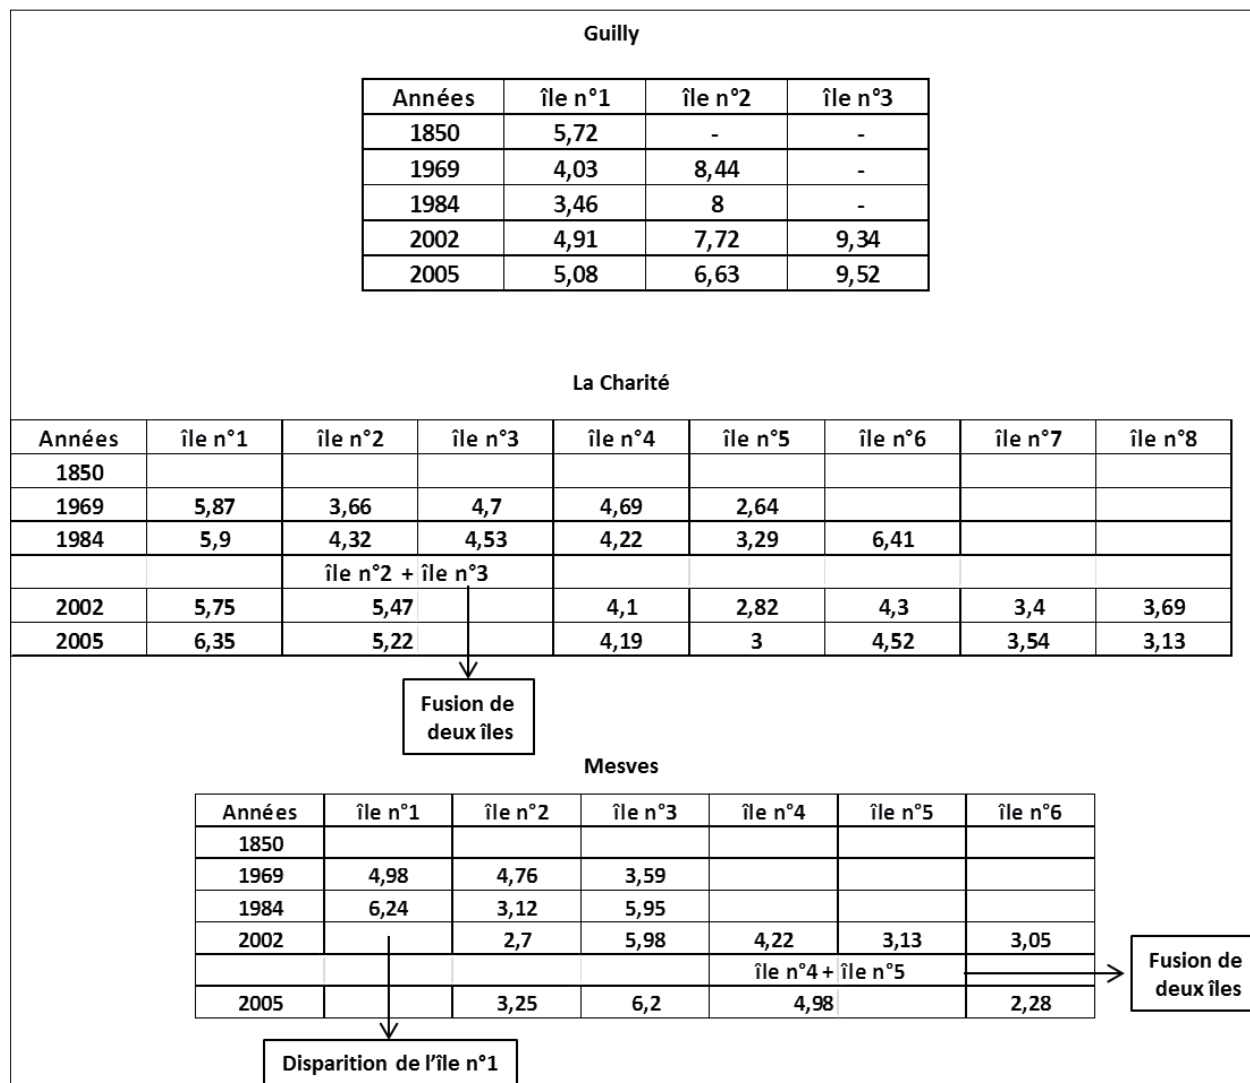 Guilly
Années île n°1 île n°2 île n°3
1850 5,72 - -
1969 4,03 8,44 -
1984 3,46 8 -
2002 4,91 7,72 9,34
2005 5,08 6,63 9,52
La Charité
Années île n°1 île n°2 île n°3 île n°4 île n°5 île n°6 île n°7 île n°8
1850
1969 5,87 3,66 4,7 4,69 2,64
1984 5,9 4,32 4,53 4,22 3,29 6,41
île n°2 + île n°3
2002 5,75 5,47 4,1 2,82 4,3 3,4 3,69
2005 6,35 5,22 4,19 3 4,52 3,54 3,13
Fusion de
deux îles
Mesves
Années île n°1 île n°2 île n°3 île n°4 île n°5 île n°6
1850
1969 4,98 4,76 3,59
1984 6,24 3,12 5,95
2002 2,7 5,98 4,22 3,13 3,05
île n°4 + île n°5
2005 3,25 6,2 4,98 2,28
Fusion de
deux îles
Disparition de l'île n°1